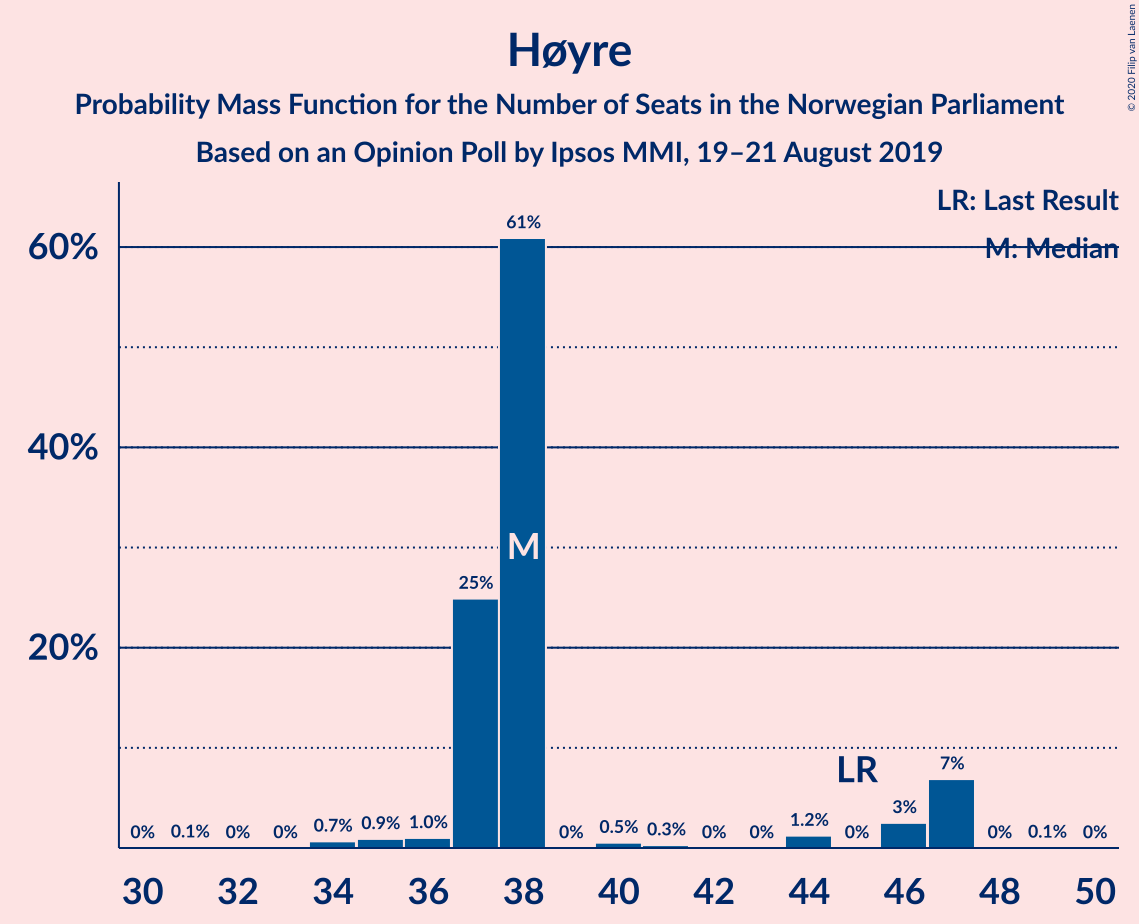 Høyre
Probability Mass Function for the Number of Seats in the Norwegian Parliament
Based on an Opinion Poll by Ipsos MMI, 19–21 August 2019
© 2020 Filip van Laenen
LR: Last Result
M: Median
60%
40%
20%
0% 0.1% 0% 0% 0.7% 0.9% 1.0% 25% 61% 0% 0.5% 0.3% 0% 0% 1.2% 0% 3% 7% 0% 0.1% 0%
M
LR
30 32 34 36 38 40 42 44 46 48 50